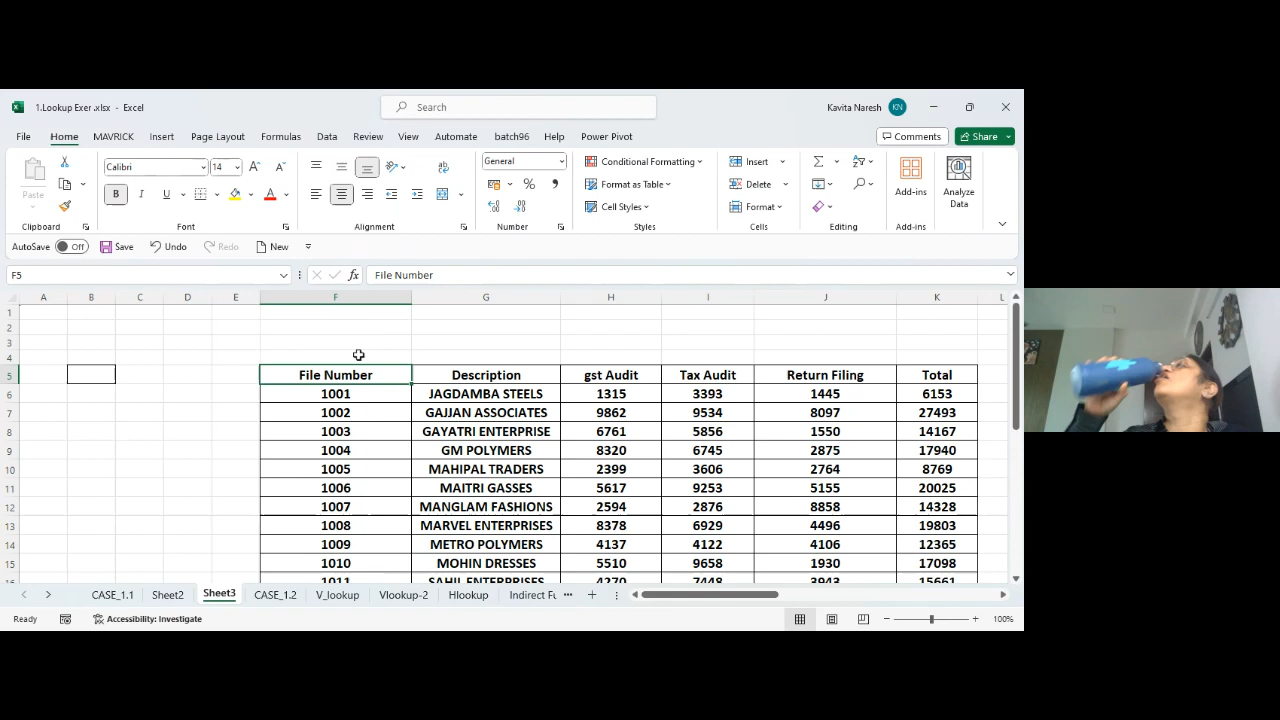 1.Lookup Exer .xlsx - Excel
Search
Kavita Naresh KN
File Home MAVRICK Insert Page Layout Formulas Data Review View Automate batch96 Help Power Pivot Comments Share
Paste
Calibri 14
B I U
General
Conditional Formatting
Format as Table
Cell Styles
Insert
Delete
Format
Add-ins
Analyze Data
Clipboard Font Alignment Number Styles Cells Editing Add-ins
AutoSave Off Save Undo Redo New
F5 fx File Number
A B C D E F G H I J K L
1
2
3
4
5 File Number Description gst Audit Tax Audit Return Filing Total
6 1001 JAGDAMBA STEELS 1315 3393 1445 6153
7 1002 GAJJAN ASSOCIATES 9862 9534 8097 27493
8 1003 GAYATRI ENTERPRISE 6761 5856 1550 14167
9 1004 GM POLYMERS 8320 6745 2875 17940
10 1005 MAHIPAL TRADERS 2399 3606 2764 8769
11 1006 MAITRI GASSES 5617 9253 5155 20025
12 1007 MANGLAM FASHIONS 2594 2876 8858 14328
13 1008 MARVEL ENTERPRISES 8378 6929 4496 19803
14 1009 METRO POLYMERS 4137 4122 4106 12365
15 1010 MOHIN DRESSES 5510 9658 1930 17098
16 1011 SAHIL ENTERPRISES 4270 7448 3943 15661
CASE_1.1 Sheet2 Sheet3 CASE_1.2 V_lookup Vlookup-2 Hlookup Indirect Fu
Ready Accessibility: Investigate 100%